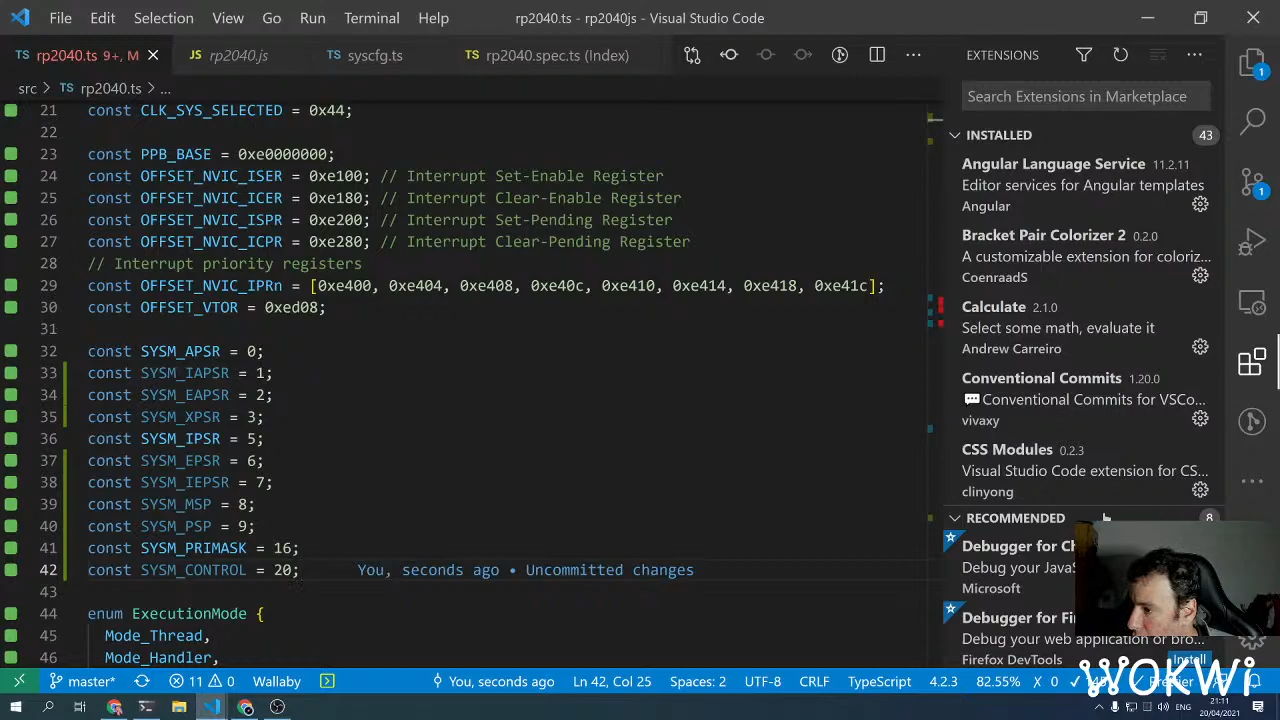 File Edit Selection View Go Run Terminal Help rp2040.ts - rp2040js - Visual Studio Code
TS rp2040.ts 9+, M
JS rp2040.js
TS syscfg.ts
TS rp2040.spec.ts (Index)
src > TS rp2040.ts > ...
21 const CLK_SYS_SELECTED = 0x44;
22
23 const PPB_BASE = 0xe0000000;
24 const OFFSET_NVIC_ISER = 0xe100; // Interrupt Set-Enable Register
25 const OFFSET_NVIC_ICER = 0xe180; // Interrupt Clear-Enable Register
26 const OFFSET_NVIC_ISPR = 0xe200; // Interrupt Set-Pending Register
27 const OFFSET_NVIC_ICPR = 0xe280; // Interrupt Clear-Pending Register
28 // Interrupt priority registers
29 const OFFSET_NVIC_IPRn = [0xe400, 0xe404, 0xe408, 0xe40c, 0xe410, 0xe414, 0xe418, 0xe41c];
30 const OFFSET_VTOR = 0xed08;
31
32 const SYSM_APSR = 0;
33 const SYSM_IAPSR = 1;
34 const SYSM_EAPSR = 2;
35 const SYSM_XPSR = 3;
36 const SYSM_IPSR = 5;
37 const SYSM_EPSR = 6;
38 const SYSM_IEPSR = 7;
39 const SYSM_MSP = 8;
40 const SYSM_PSP = 9;
41 const SYSM_PRIMASK = 16;
42 const SYSM_CONTROL = 20; You, seconds ago • Uncommitted changes
43
44 enum ExecutionMode {
45 Mode_Thread,
46 Mode_Handler,
EXTENSIONS
Search Extensions in Marketplace
INSTALLED 43
Angular Language Service 11.2.11
Editor services for Angular templates
Angular
Bracket Pair Colorizer 2 0.2.0
A customizable extension for coloriz...
CoenraadS
Calculate 2.1.0
Select some math, evaluate it
Andrew Carreiro
Conventional Commits 1.20.0
Conventional Commits for VSCo...
vivaxy
CSS Modules 0.2.3
Visual Studio Code extension for CS...
clinyong
RECOMMENDED 8
Debugger for Ch
Debug your JavaS
Microsoft
Debugger for Fir
Debug your web application or bro...
Firefox DevTools Install
1
1
master* 11 0 Wallaby You, seconds ago Ln 42, Col 25 Spaces: 2 UTF-8 CRLF TypeScript 4.2.3 82.55% X 0 Prettier
WOKWi
ENG 21:11
20/04/2021